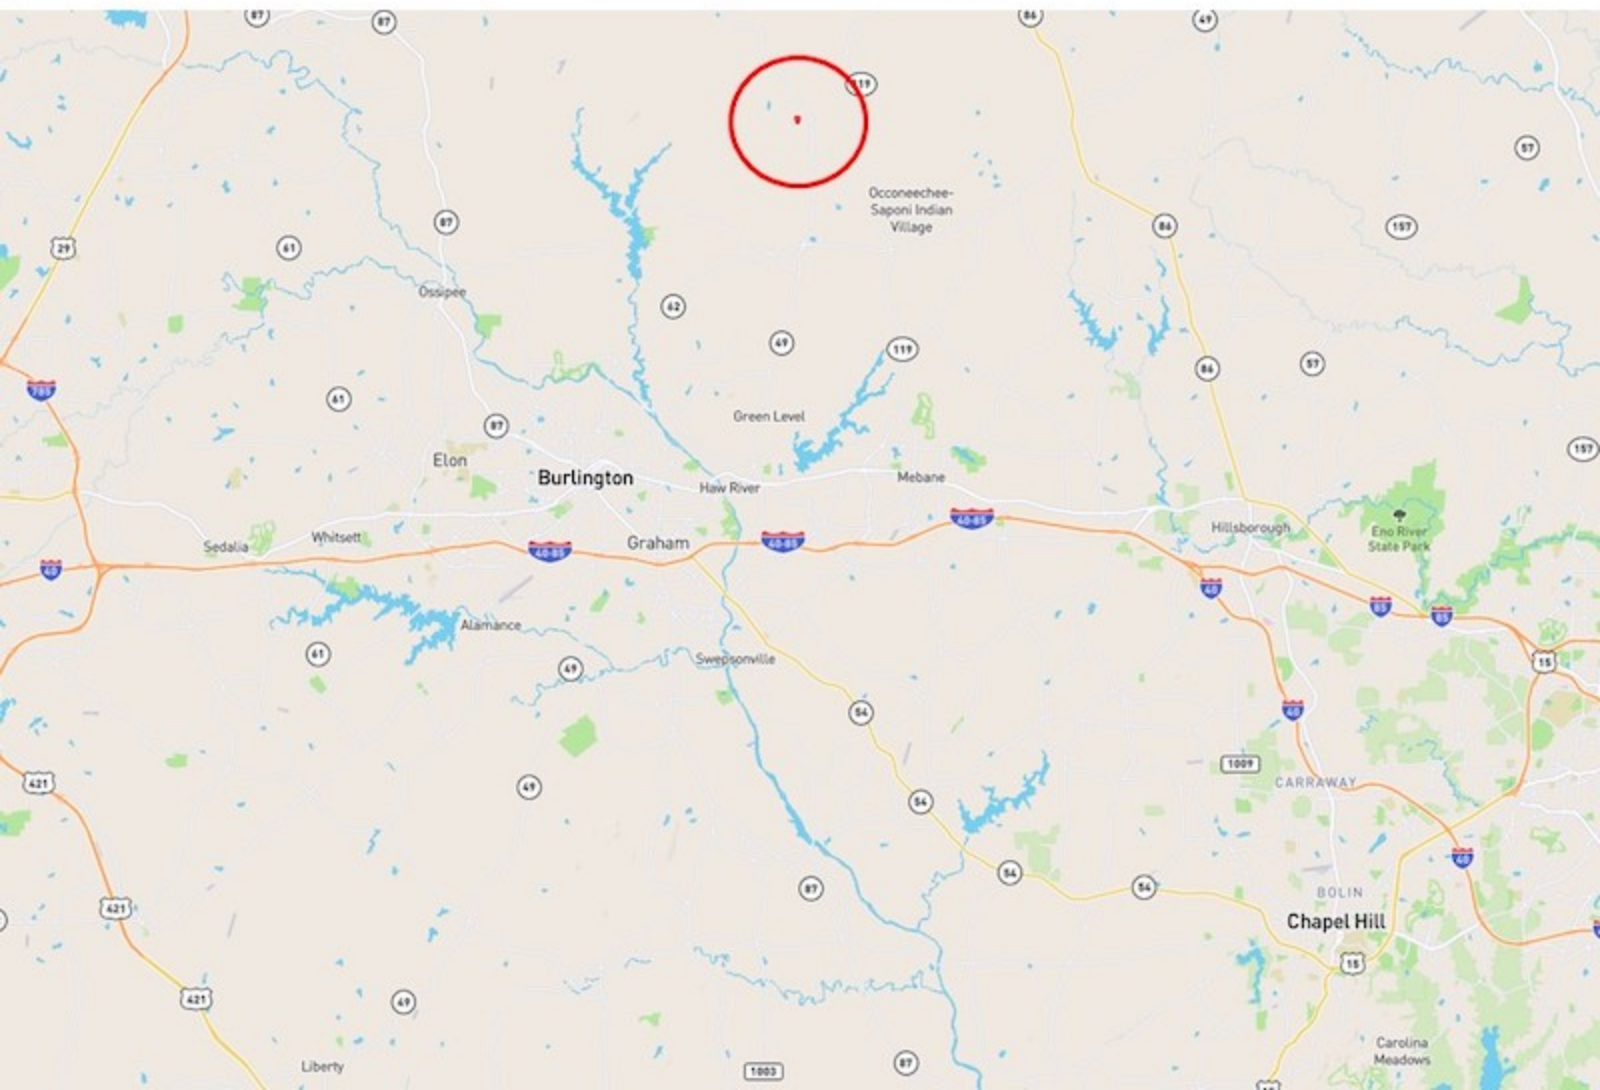 87
87
86
49
119
57
Occoneechee-
Saponi Indian
Village
87
86
157
29
61
Ossipee
62
49
119
86
57
785
61
Green Level
87
157
Elon
Burlington
Haw River
Mebane
40-85
Hillsborough
Eno River
State Park
Sedalia
Whitsett
40-85
Graham
40-85
40
40
85
85
Alamance
61
49
Swepsonville
15
40
54
421
49
1009
CARRAWAY
54
40
87
54
54
BOLIN
Chapel Hill
421
15
421
49
Liberty
1003
87
Carolina
Meadows